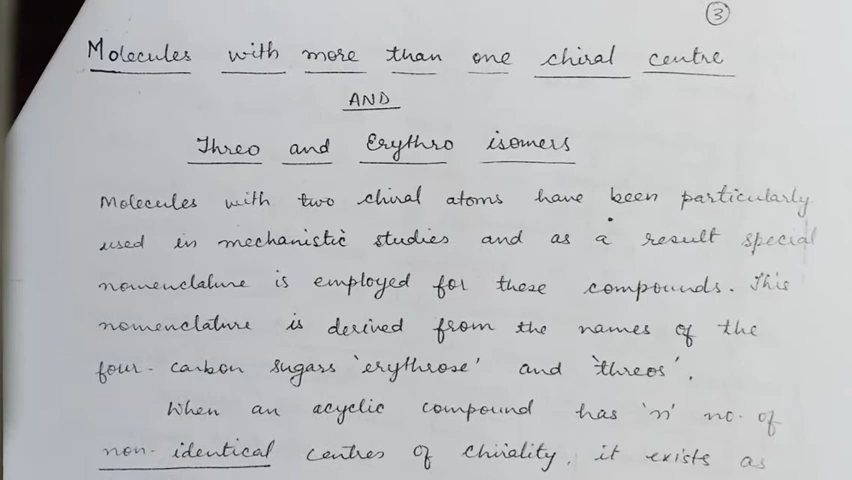 3
Molecules with more than one chiral centre
AND
Threo and Erythro isomers
Molecules with two chiral atoms have been particularly
used in mechanistic studies and as a result special
nomenclature is employed for these compounds. This
nomenclature is derived from the names of the
four-carbon sugars 'erythrose' and 'threos'.
When an acyclic compound has 'n' no. of
non-identical centres of chirality, it exists as